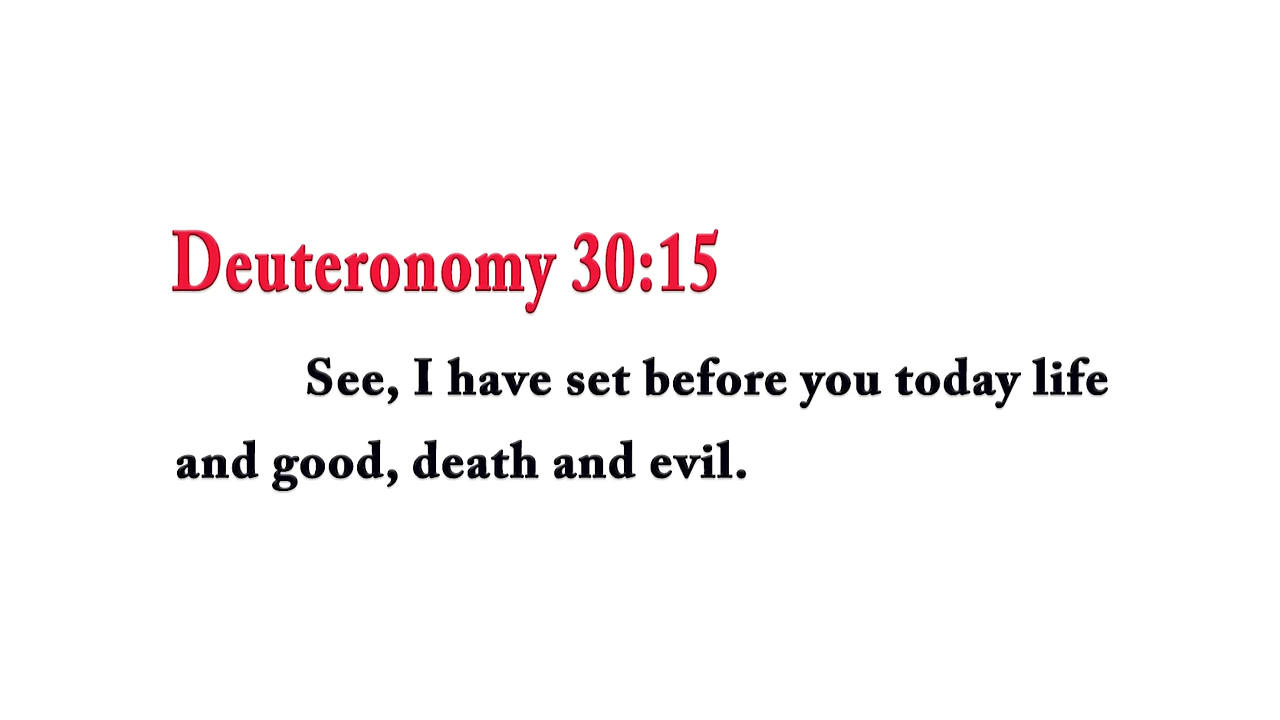 Deuteronomy 30:15
See, I have set before you today life
and good, death and evil.